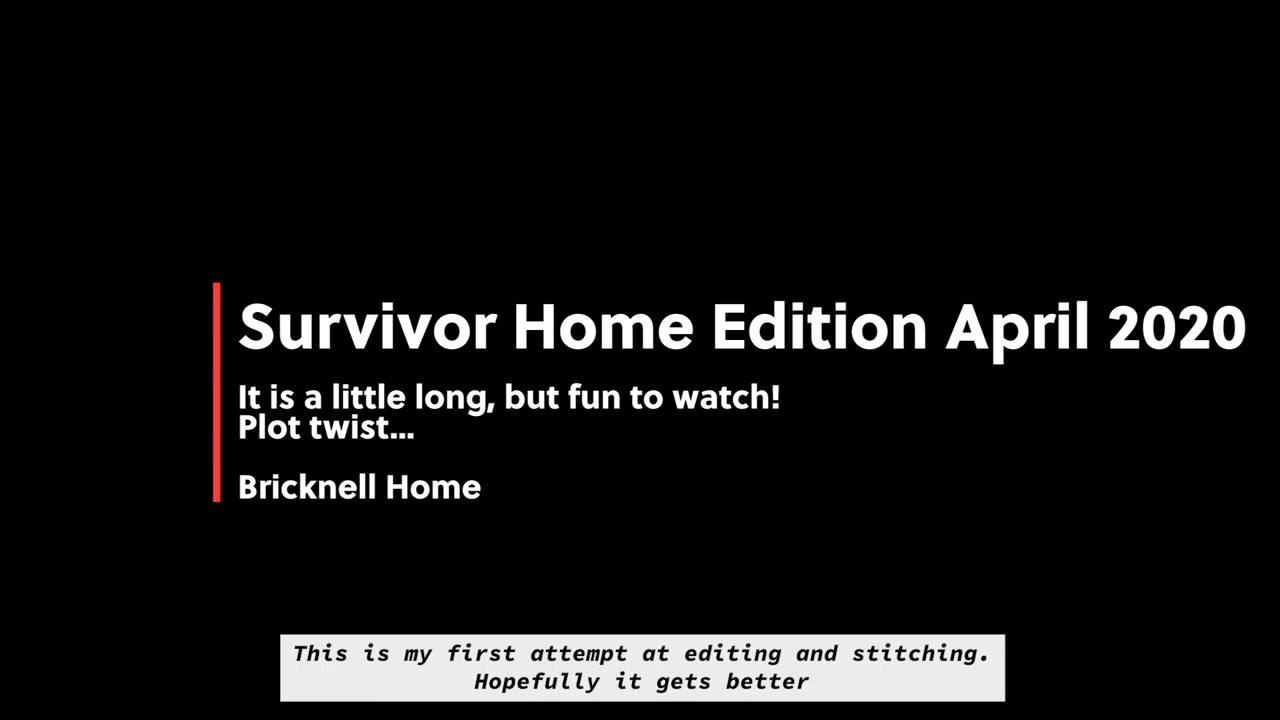 Survivor Home Edition April 2020
It is a little long, but fun to watch!
Plot twist...
Bricknell Home
This is my first attempt at editing and stitching.
Hopefully it gets better